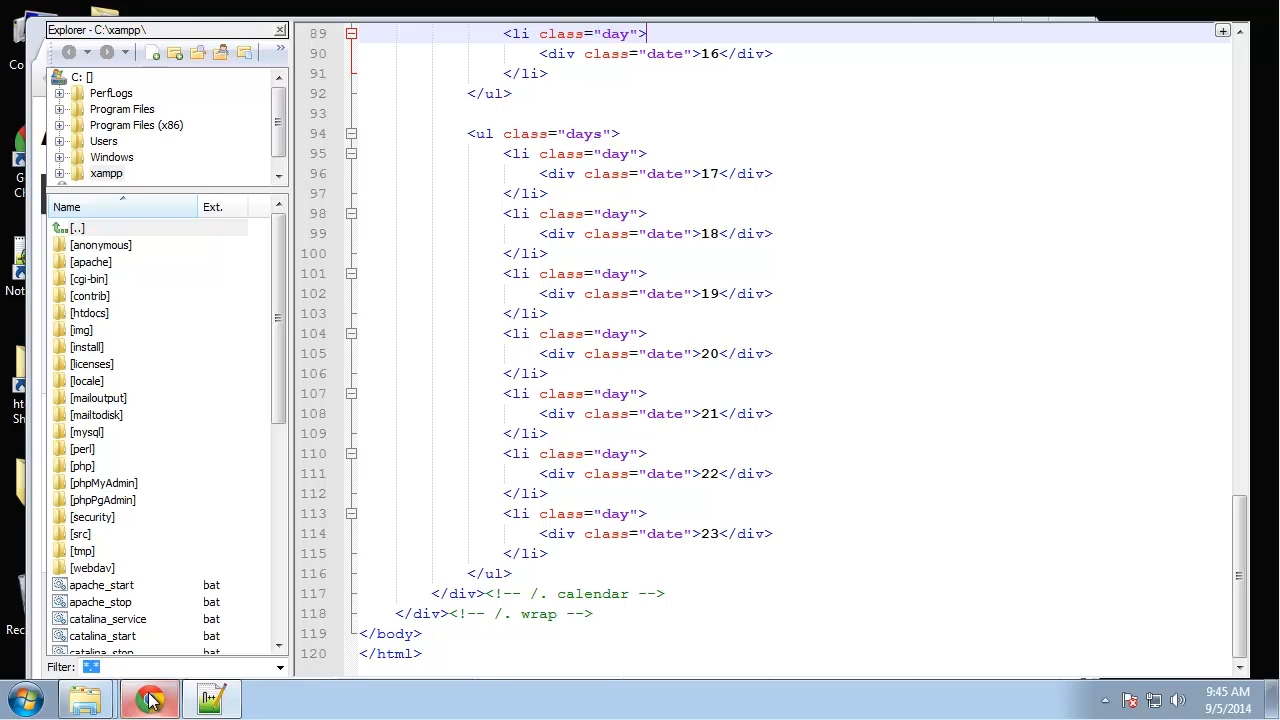 Explorer - C:\xampp\
C: []
PerfLogs
Program Files
Program Files (x86)
Users
Windows
xampp
Name Ext.
[..]
[anonymous]
[apache]
[cgi-bin]
[contrib]
[htdocs]
[img]
[install]
[licenses]
[locale]
[mailoutput]
[mailtodisk]
[mysql]
[perl]
[php]
[phpMyAdmin]
[phpPgAdmin]
[security]
[src]
[tmp]
[webdav]
apache_start bat
apache_stop bat
catalina_service bat
catalina_start bat
catalina_stop bat
Filter: *.*
89 <li class="day">
90 <div class="date">16</div>
91 </li>
92 </ul>
93
94 <ul class="days">
95 <li class="day">
96 <div class="date">17</div>
97 </li>
98 <li class="day">
99 <div class="date">18</div>
100 </li>
101 <li class="day">
102 <div class="date">19</div>
103 </li>
104 <li class="day">
105 <div class="date">20</div>
106 </li>
107 <li class="day">
108 <div class="date">21</div>
109 </li>
110 <li class="day">
111 <div class="date">22</div>
112 </li>
113 <li class="day">
114 <div class="date">23</div>
115 </li>
116 </ul>
117 </div><!-- /. calendar -->
118 </div><!-- /. wrap -->
119 </body>
120 </html>
Co
G
Ch
Not
ht
Sh
Rec
9:45 AM
9/5/2014